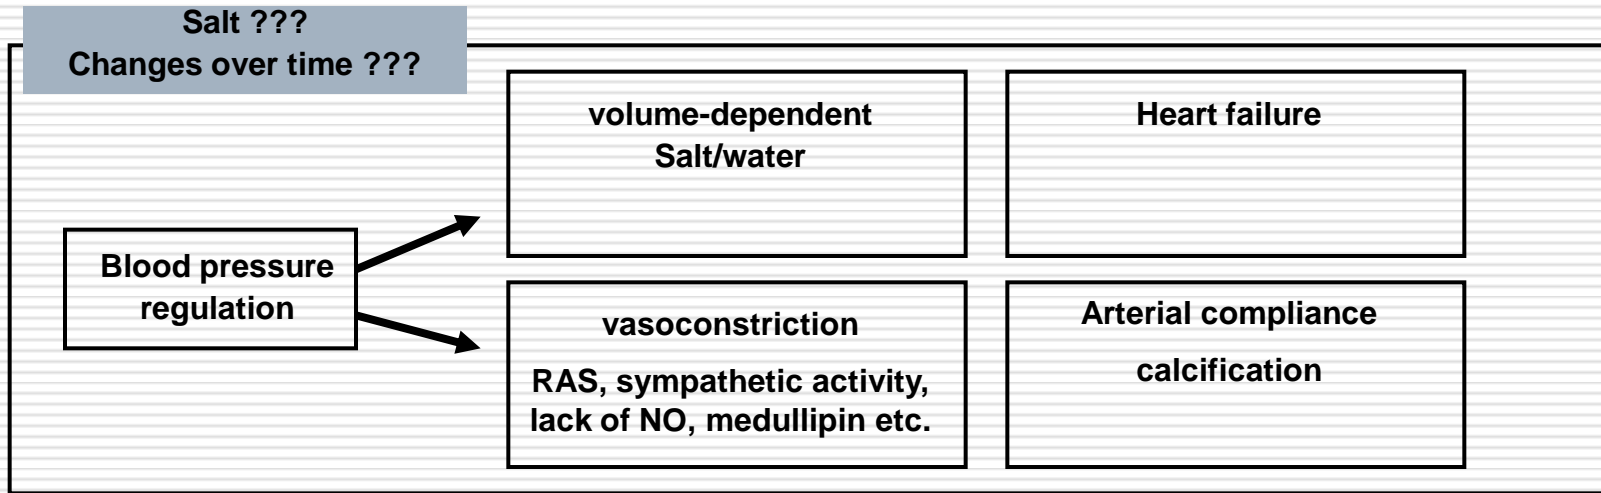 Salt ???
Changes over time ???
volume-dependent
Salt/water
Heart failure
Blood pressure
regulation
vasoconstriction
RAS, sympathetic activity,
lack of NO, medullipin etc.
Arterial compliance
calcification